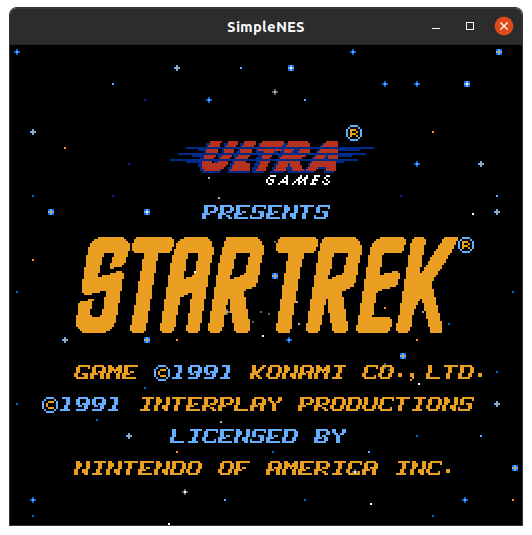 SimpleNES
ULTRA®
GAMES
PRESENTS
STAR TREK®
GAME ©1991 KONAMI CO.,LTD.
©1991 INTERPLAY PRODUCTIONS
LICENSED BY
NINTENDO OF AMERICA INC.